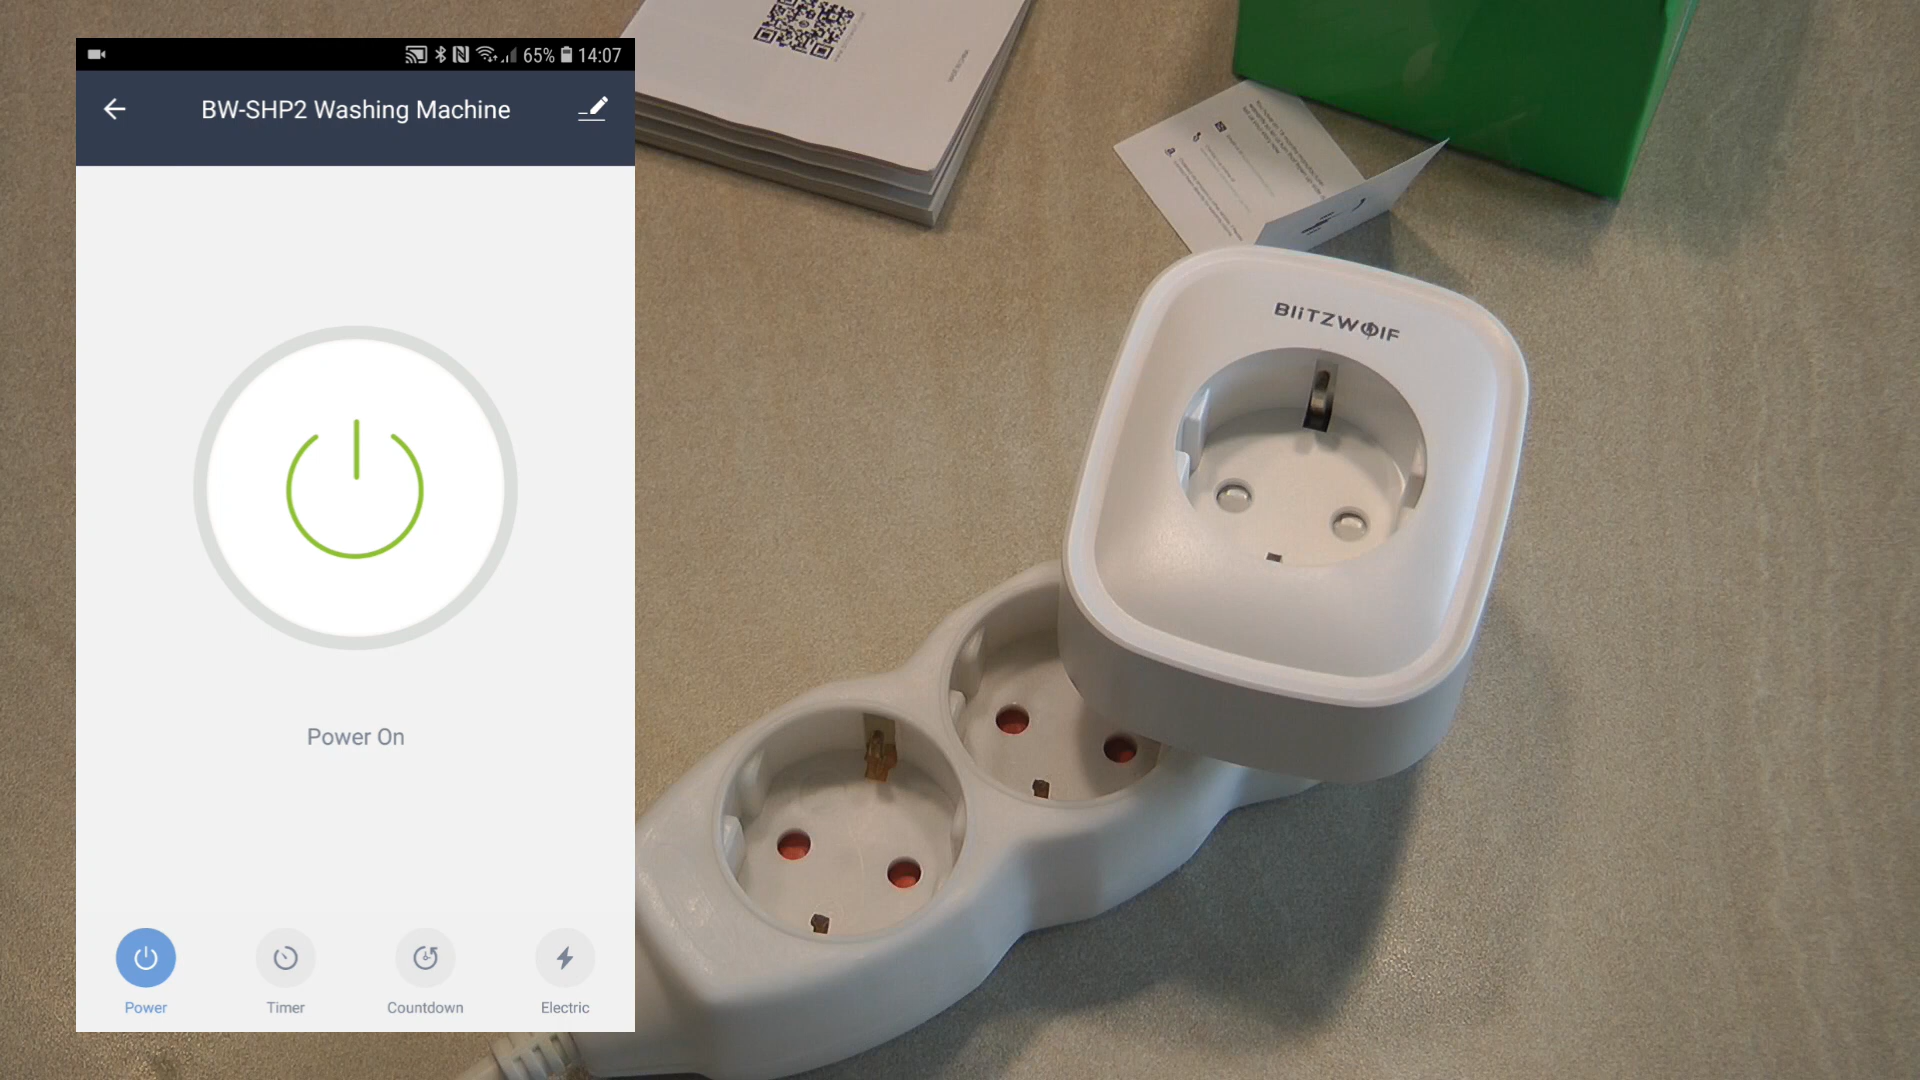 65% 14:07
BW-SHP2 Washing Machine
Power On
Power
Timer
Countdown
Electric
BLiTZWOLF